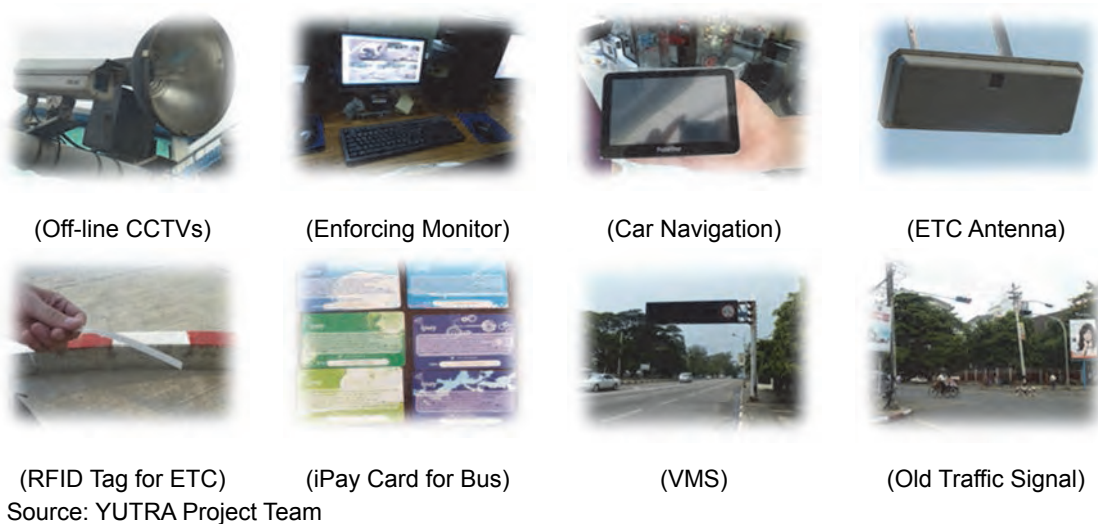 (Off-line CCTVs) (Enforcing Monitor) (Car Navigation) (ETC Antenna)
(RFID Tag for ETC) (iPay Card for Bus) (VMS) (Old Traffic Signal)
Source: YUTRA Project Team